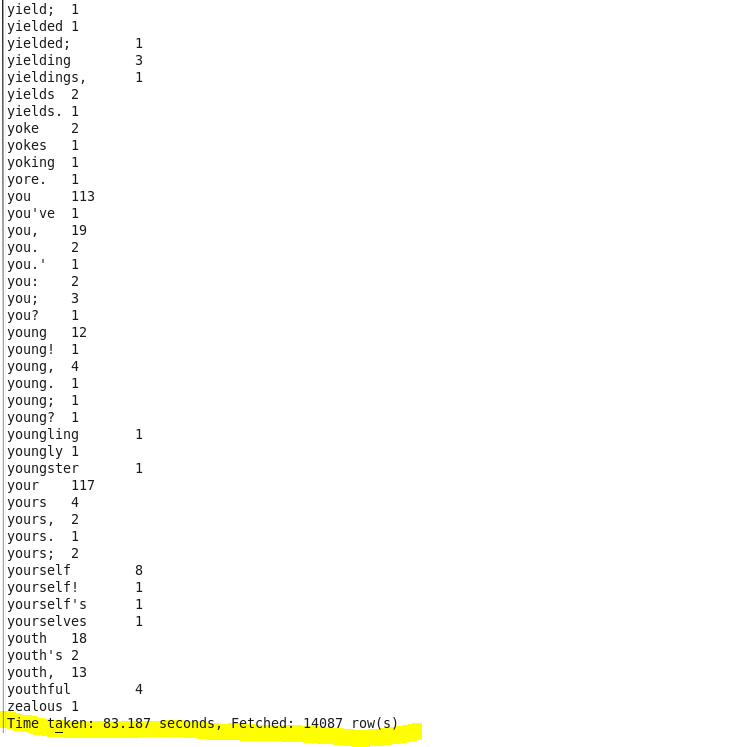 yield;  1
yielded 1
yielded;        1
yielding        3
yieldings,      1
yields  2
yields. 1
yoke    2
yokes   1
yoking  1
yore.   1
you     113
you've  1
you,    19
you.    2
you.'   1
you:    2
you;    3
you?    1
young   12
young!  1
young,  4
young.  1
young;  1
young?  1
youngling       1
youngly 1
youngster       1
your    117
yours   4
yours,  2
yours.  1
yours;  2
yourself        8
yourself!       1
yourself's      1
yourselves      1
youth   18
youth's 2
youth,  13
youthful        4
zealous 1
Time taken: 83.187 seconds, Fetched: 14087 row(s)